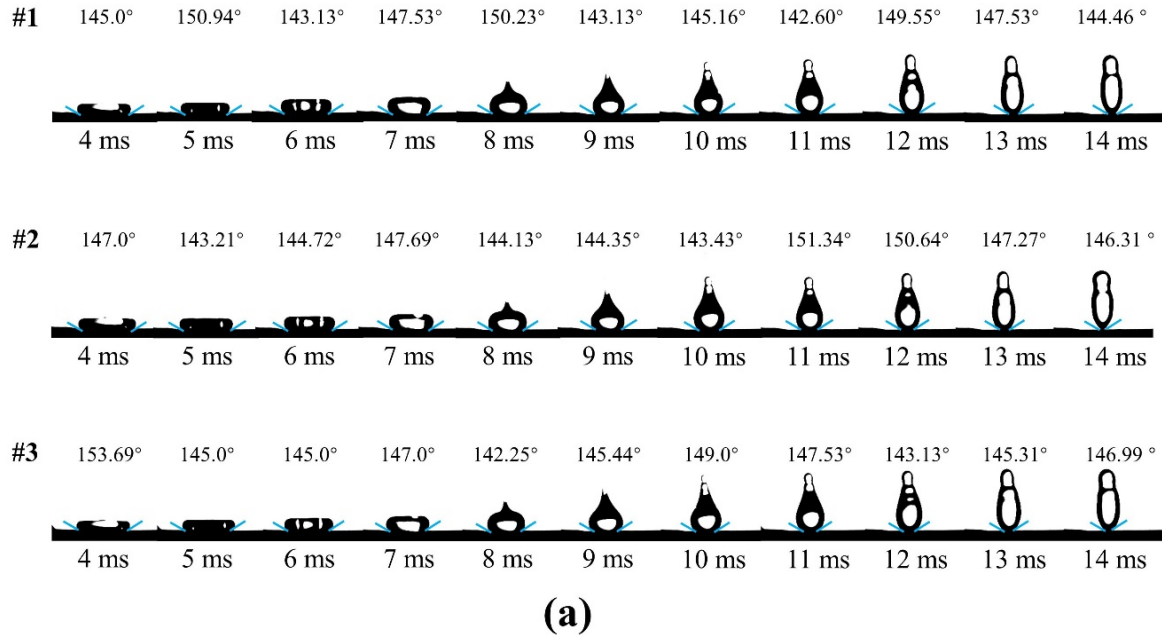 #1 145.0° 150.94° 143.13° 147.53° 150.23° 143.13° 145.16° 142.60° 149.55° 147.53° 144.46 °
4 ms 5 ms 6 ms 7 ms 8 ms 9 ms 10 ms 11 ms 12 ms 13 ms 14 ms
#2 147.0° 143.21° 144.72° 147.69° 144.13° 144.35° 143.43° 151.34° 150.64° 147.27° 146.31 °
4 ms 5 ms 6 ms 7 ms 8 ms 9 ms 10 ms 11 ms 12 ms 13 ms 14 ms
#3 153.69° 145.0° 145.0° 147.0° 142.25° 145.44° 149.0° 147.53° 143.13° 145.31° 146.99 °
4 ms 5 ms 6 ms 7 ms 8 ms 9 ms 10 ms 11 ms 12 ms 13 ms 14 ms
(a)